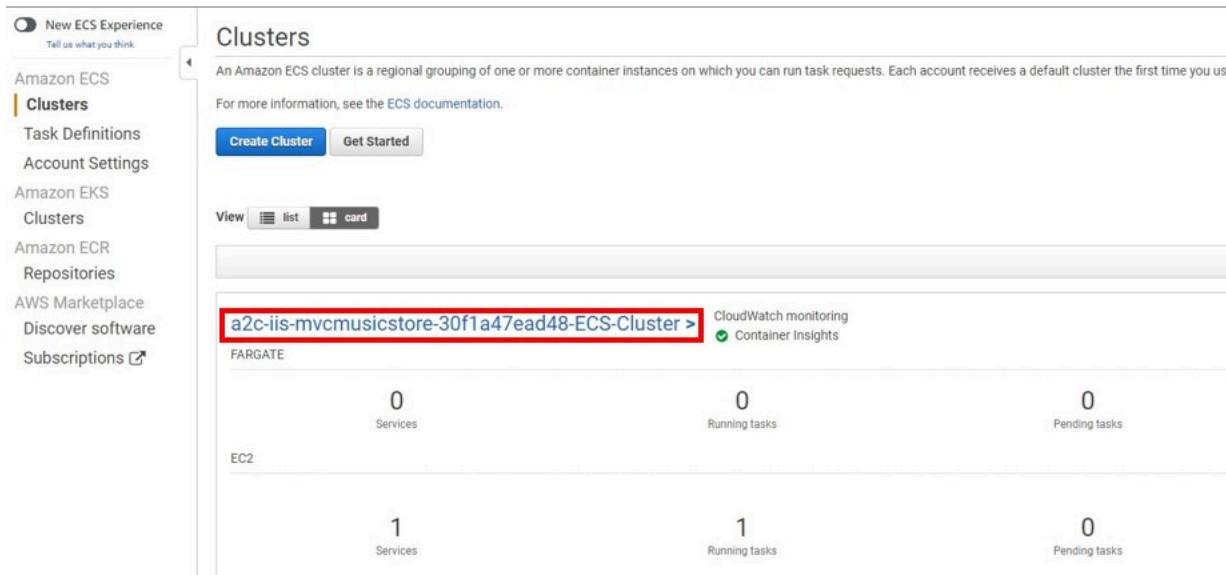 New ECS Experience
Tell us what you think
Amazon ECS
Clusters
Task Definitions
Account Settings
Amazon EKS
Clusters
Amazon ECR
Repositories
AWS Marketplace
Discover software
Subscriptions
Clusters
An Amazon ECS cluster is a regional grouping of one or more container instances on which you can run task requests. Each account receives a default cluster the first time you us
For more information, see the ECS documentation.
Create Cluster Get Started
View list card
a2c-iis-mvcmusicstore-30f1a47ead48-ECS-Cluster >
CloudWatch monitoring
Container Insights
FARGATE
0 0 0
Services Running tasks Pending tasks
EC2
1 1 0
Services Running tasks Pending tasks